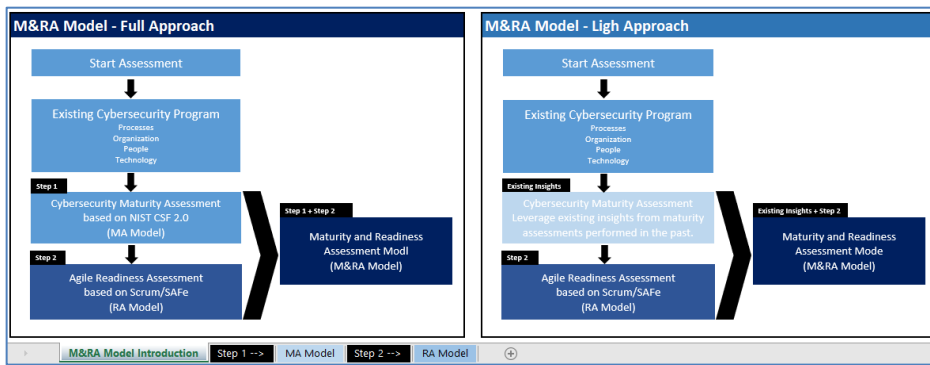 M&RA Model - Full Approach
Start Assessment
Existing Cybersecurity Program
Processes
Organization
People
Technology
Step 1
Cybersecurity Maturity Assessment
based on NIST CSF 2.0
(MA Model)
Step 2
Agile Readiness Assessment
based on Scrum/SAFe
(RA Model)
Step 1 + Step 2
Maturity and Readiness
Assessment Modl
(M&RA Model)
M&RA Model - Ligh Approach
Start Assessment
Existing Cybersecurity Program
Processes
Organization
People
Technology
Existing Insights
Cybersecurity Maturity Assessment
Leverage existing insights from maturity
assessments performed in the past.
Step 2
Agile Readiness Assessment
based on Scrum/SAFe
(RA Model)
Existing Insights + Step 2
Maturity and Readiness
Assessment Mode
(M&RA Model)
M&RA Model Introduction
Step 1 -->
MA Model
Step 2 -->
RA Model